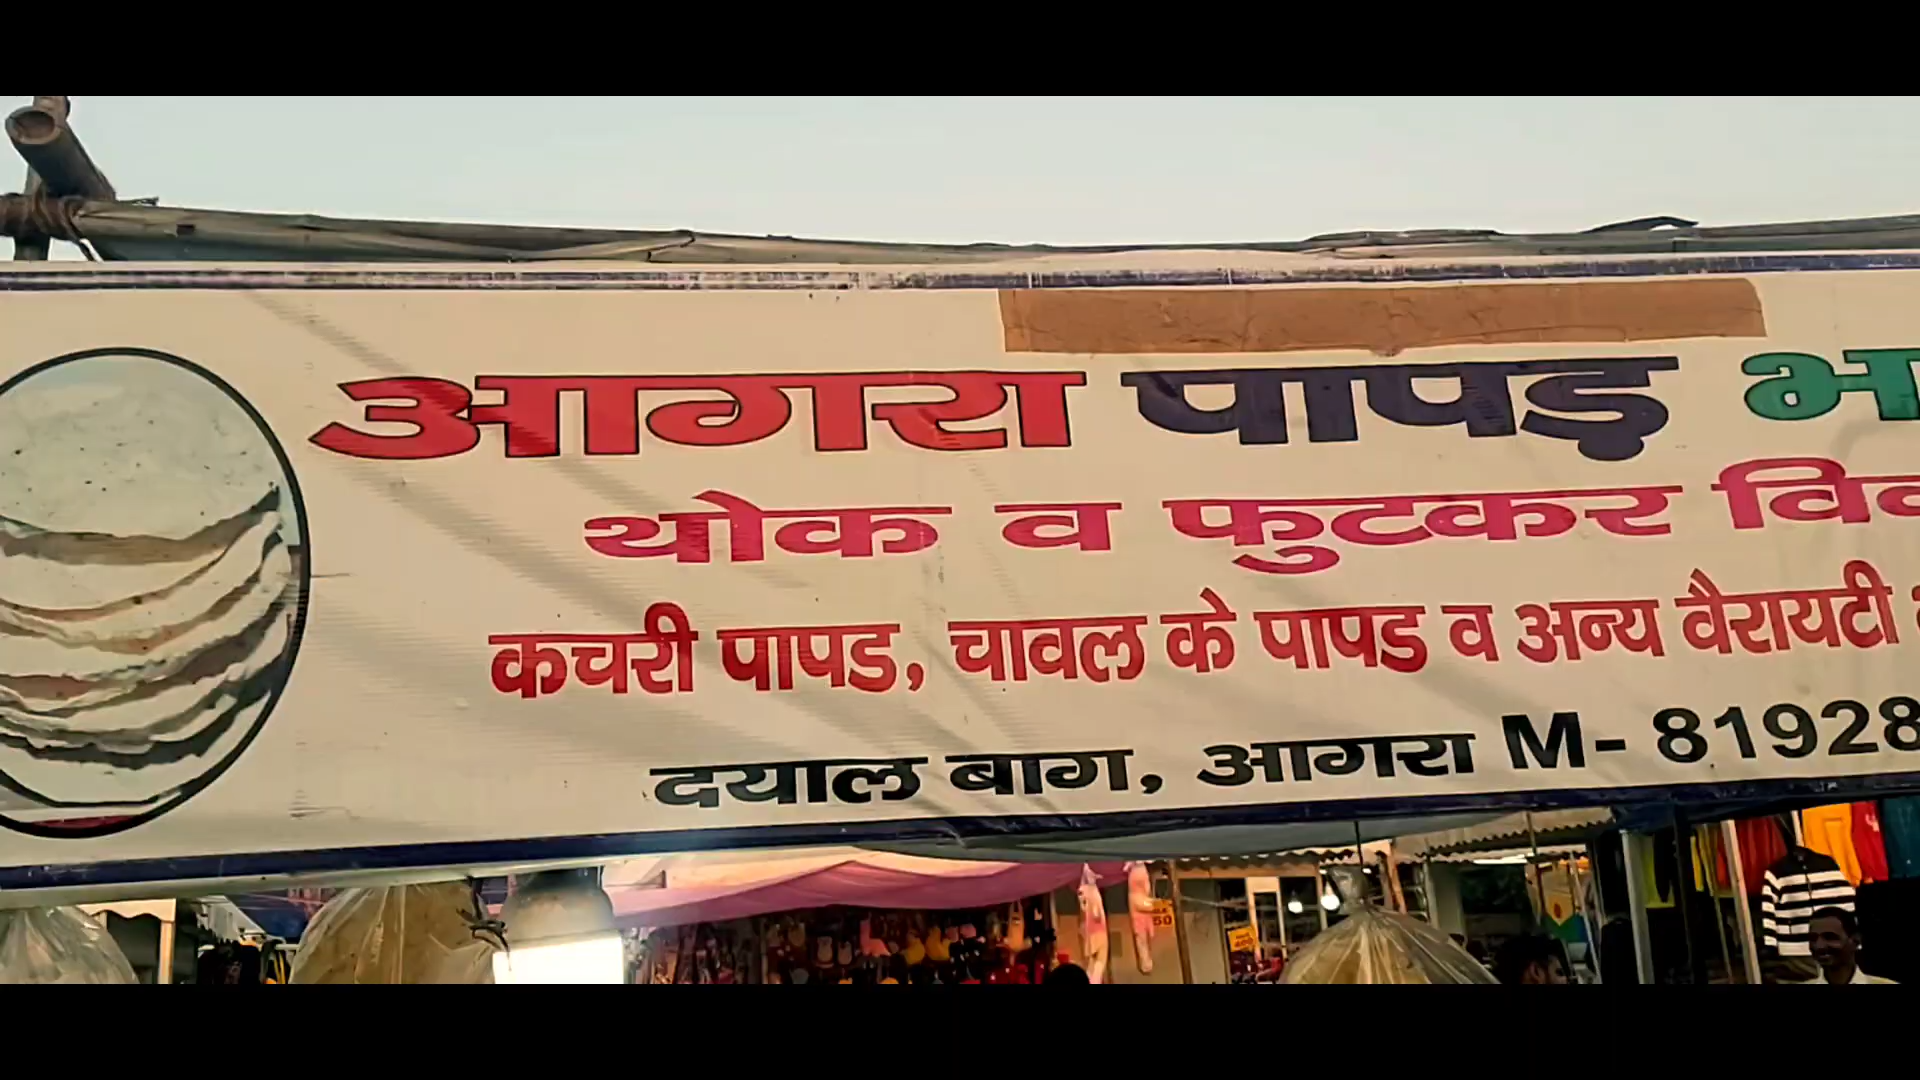 आगरा पापड़ भ
थोक व फुटकर वि
कचरी पापड, चावल के पापड व अन्य वैरायटी
दयाल बाग, आगरा M- 81928